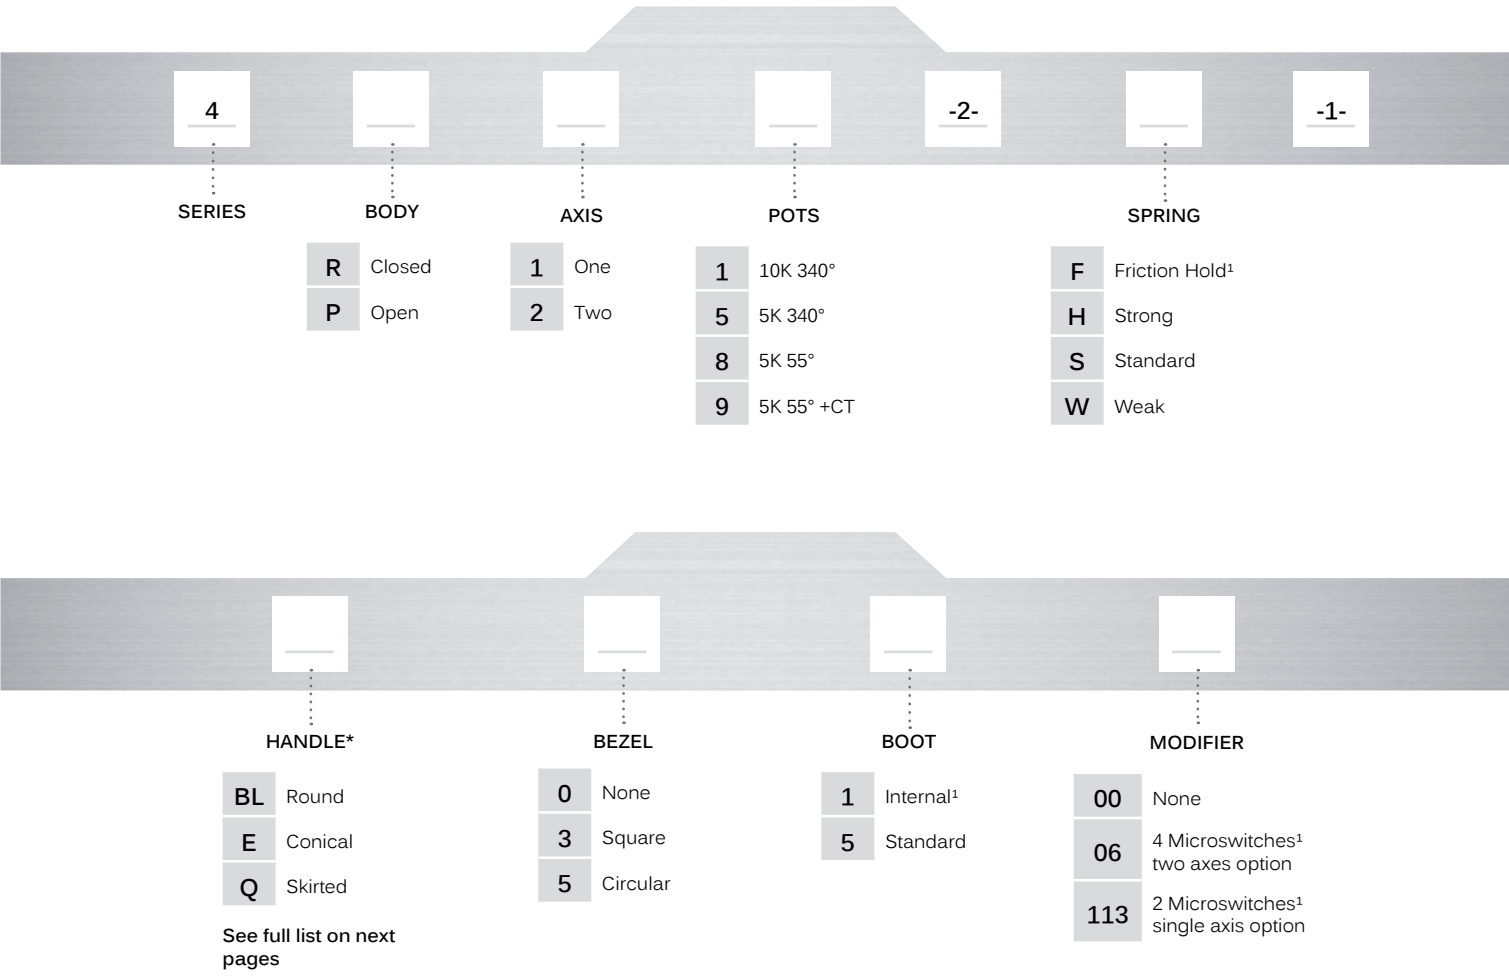 4 -2- -1-
SERIES BODY AXIS POTS SPRING
R Closed
P Open
1 One
2 Two
1 10K 340°
5 5K 340°
8 5K 55°
9 5K 55° +CT
F Friction Hold¹
H Strong
S Standard
W Weak
HANDLE* BEZEL BOOT MODIFIER
BL Round
E Conical
Q Skirted
See full list on next
pages
0 None
3 Square
5 Circular
1 Internal¹
5 Standard
00 None
06 4 Microswitches¹
two axes option
113 2 Microswitches¹
single axis option